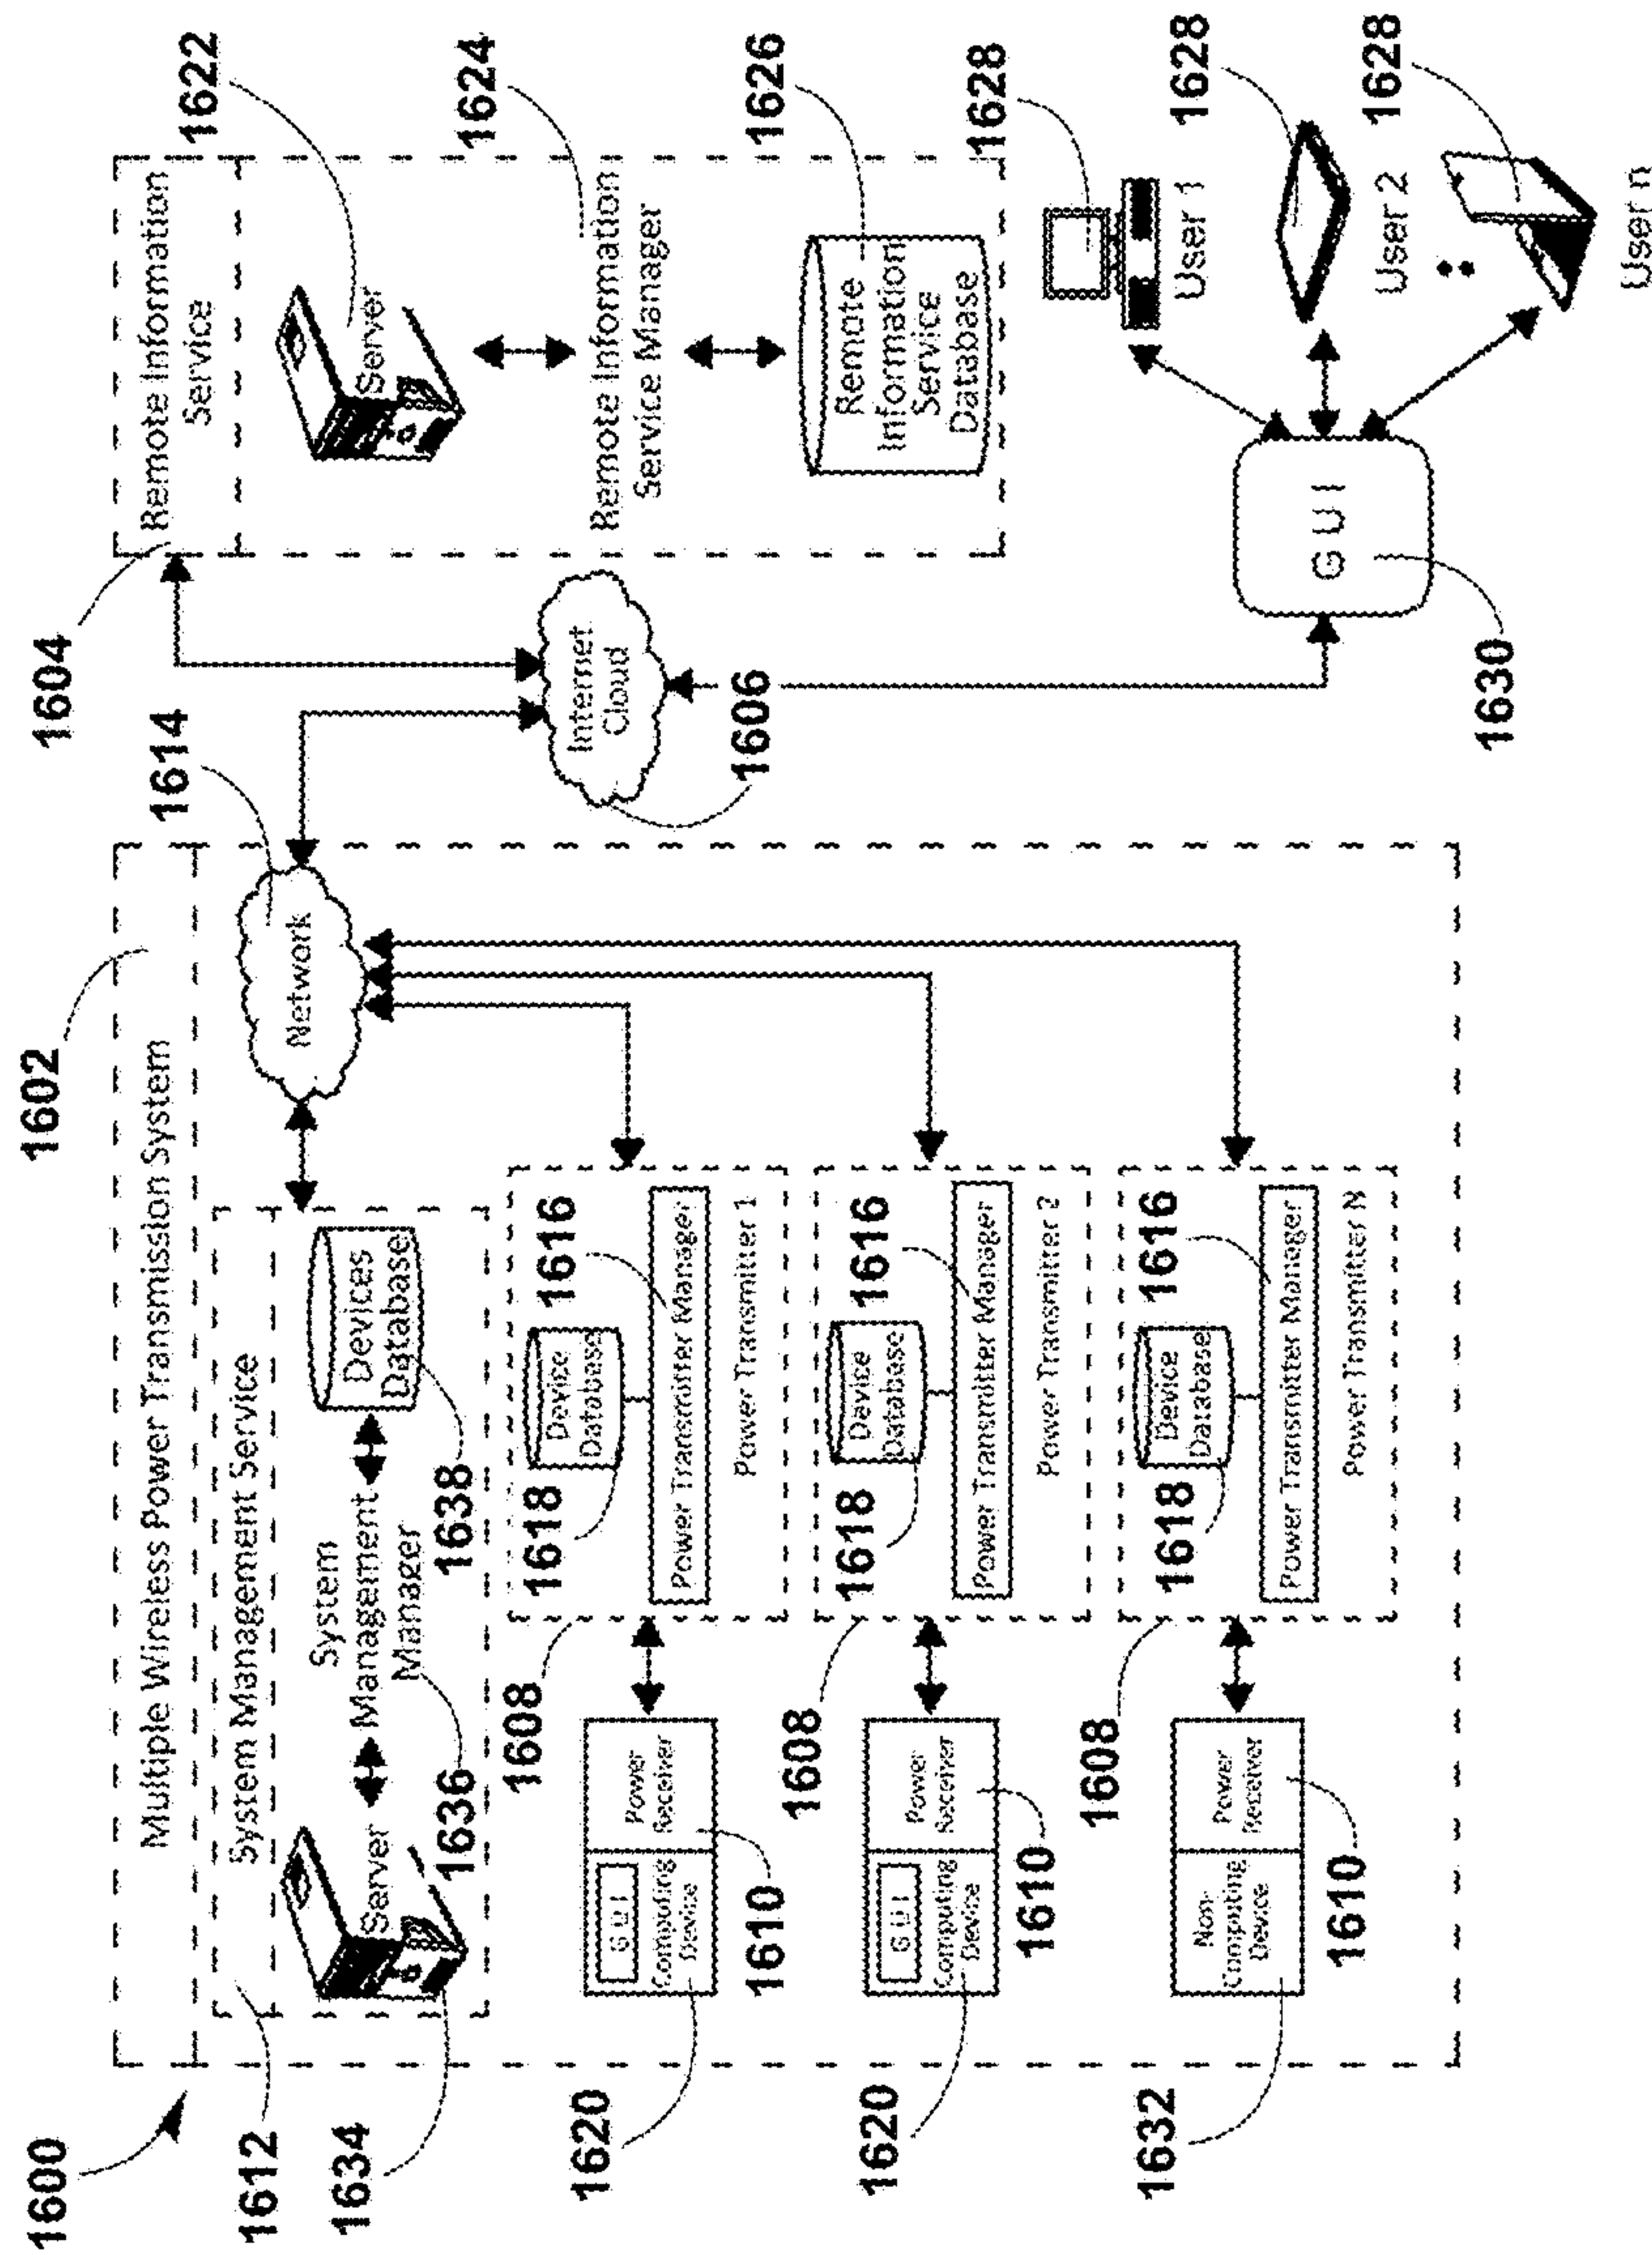 1600
1602
1604
1614
1622
1624
1626
1628
1628
1628
1612
1634
Multiple Wireless Power Transmission System
System Management Service
Server
System
Management
Manager
1636
1638
Devices
Database
Network
Internet
Cloud
1606
Remote Information
Service
Server
Remote Information
Service Manager
Remote
Information
Service
Database
User 1
User 2
User n
G U I
1630
1620
G U I
Computing
Device
Power
Receiver
1610
1608
1618
Device
Database
1616
Power Transmitter Manager
Power Transmitter 1
1620
G U I
Computing
Device
Power
Receiver
1610
1608
1618
Device
Database
1616
Power Transmitter Manager
Power Transmitter 2
1632
Non-
Computing
Device
Power
Receiver
1610
1608
1618
Device
Database
1616
Power Transmitter Manager
Power Transmitter N